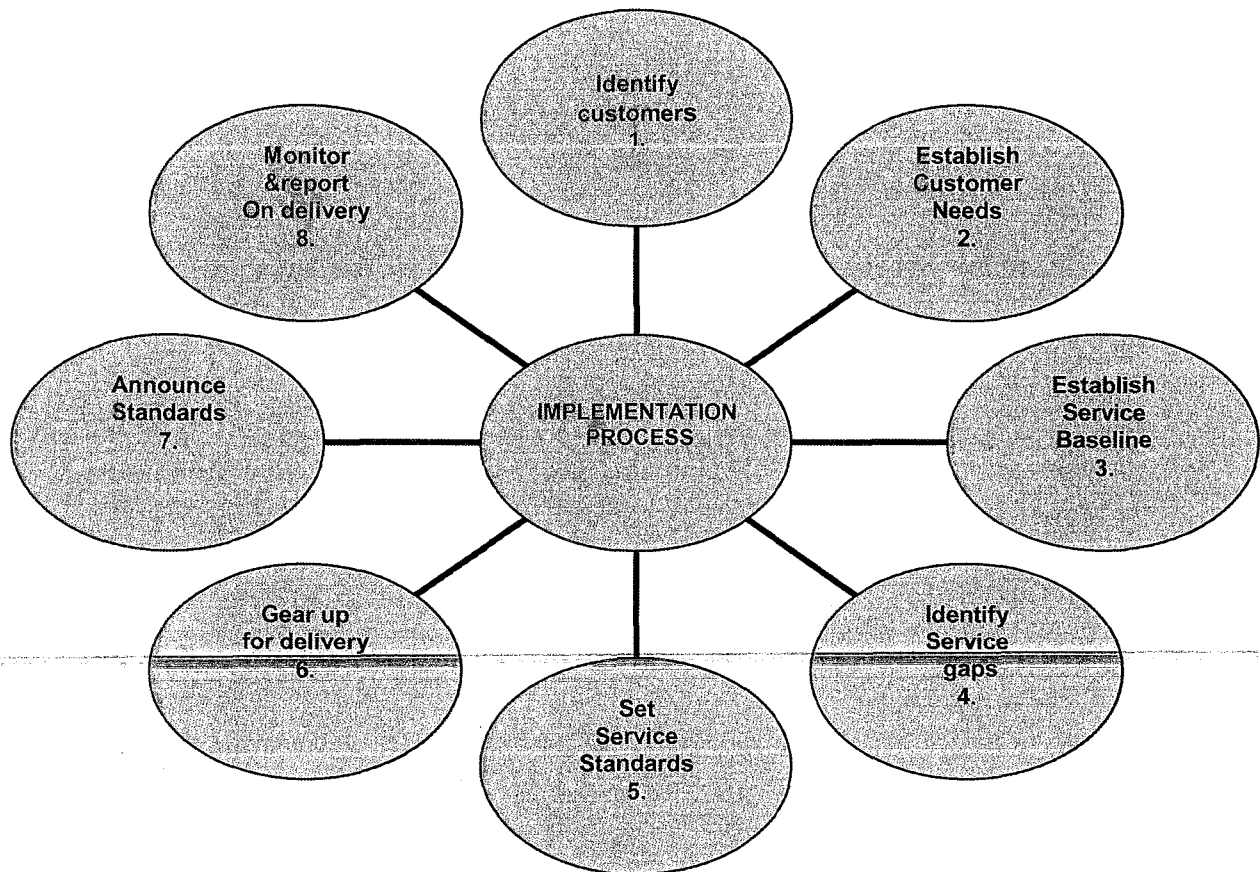 Identify
customers
1.
Establish
Customer
Needs
2.
Establish
Service
Baseline
3.
Identify
Service
gaps
4.
Set
Service
Standards
5.
Gear up
for delivery
6.
Announce
Standards
7.
Monitor
&report
On delivery
8.
IMPLEMENTATION
PROCESS